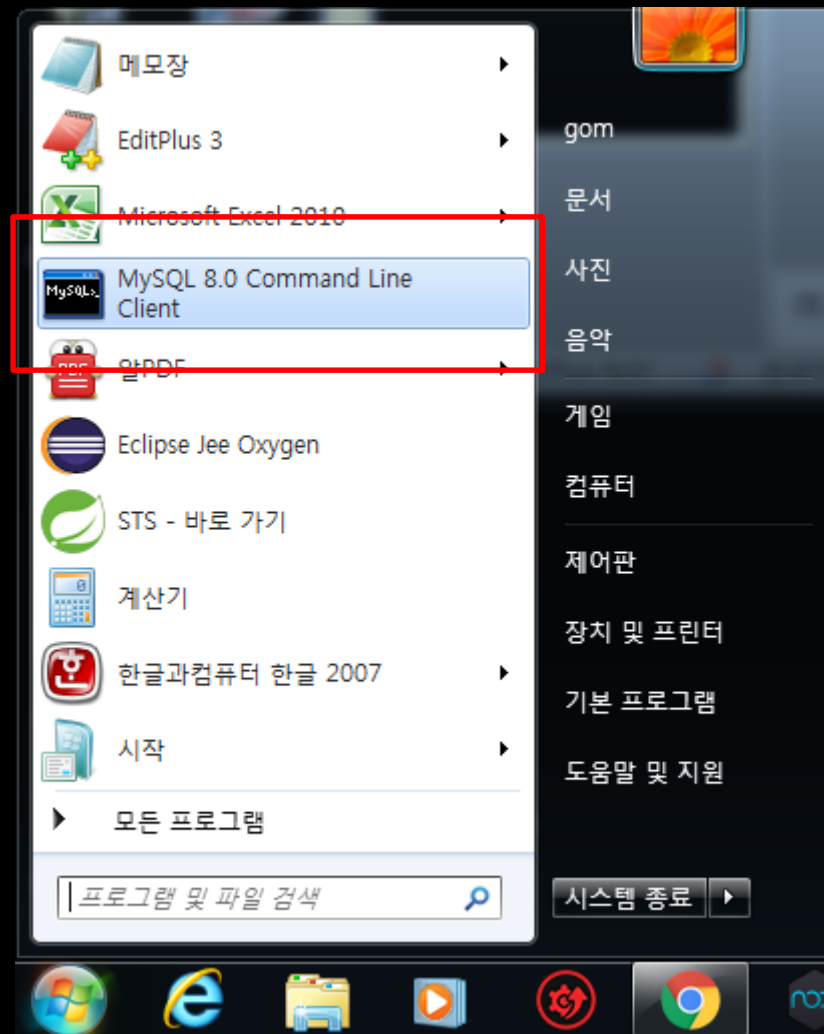 메모장
EditPlus 3
Microsoft Excel 2010
MySQL>_
MySQL 8.0 Command Line
Client
PDF
알PDF
Eclipse Jee Oxygen
STS - 바로 가기
계산기
한글과컴퓨터 한글 2007
시작
모든 프로그램
프로그램 및 파일 검색
gom
문서
사진
음악
게임
컴퓨터
제어판
장치 및 프린터
기본 프로그램
도움말 및 지원
시스템 종료